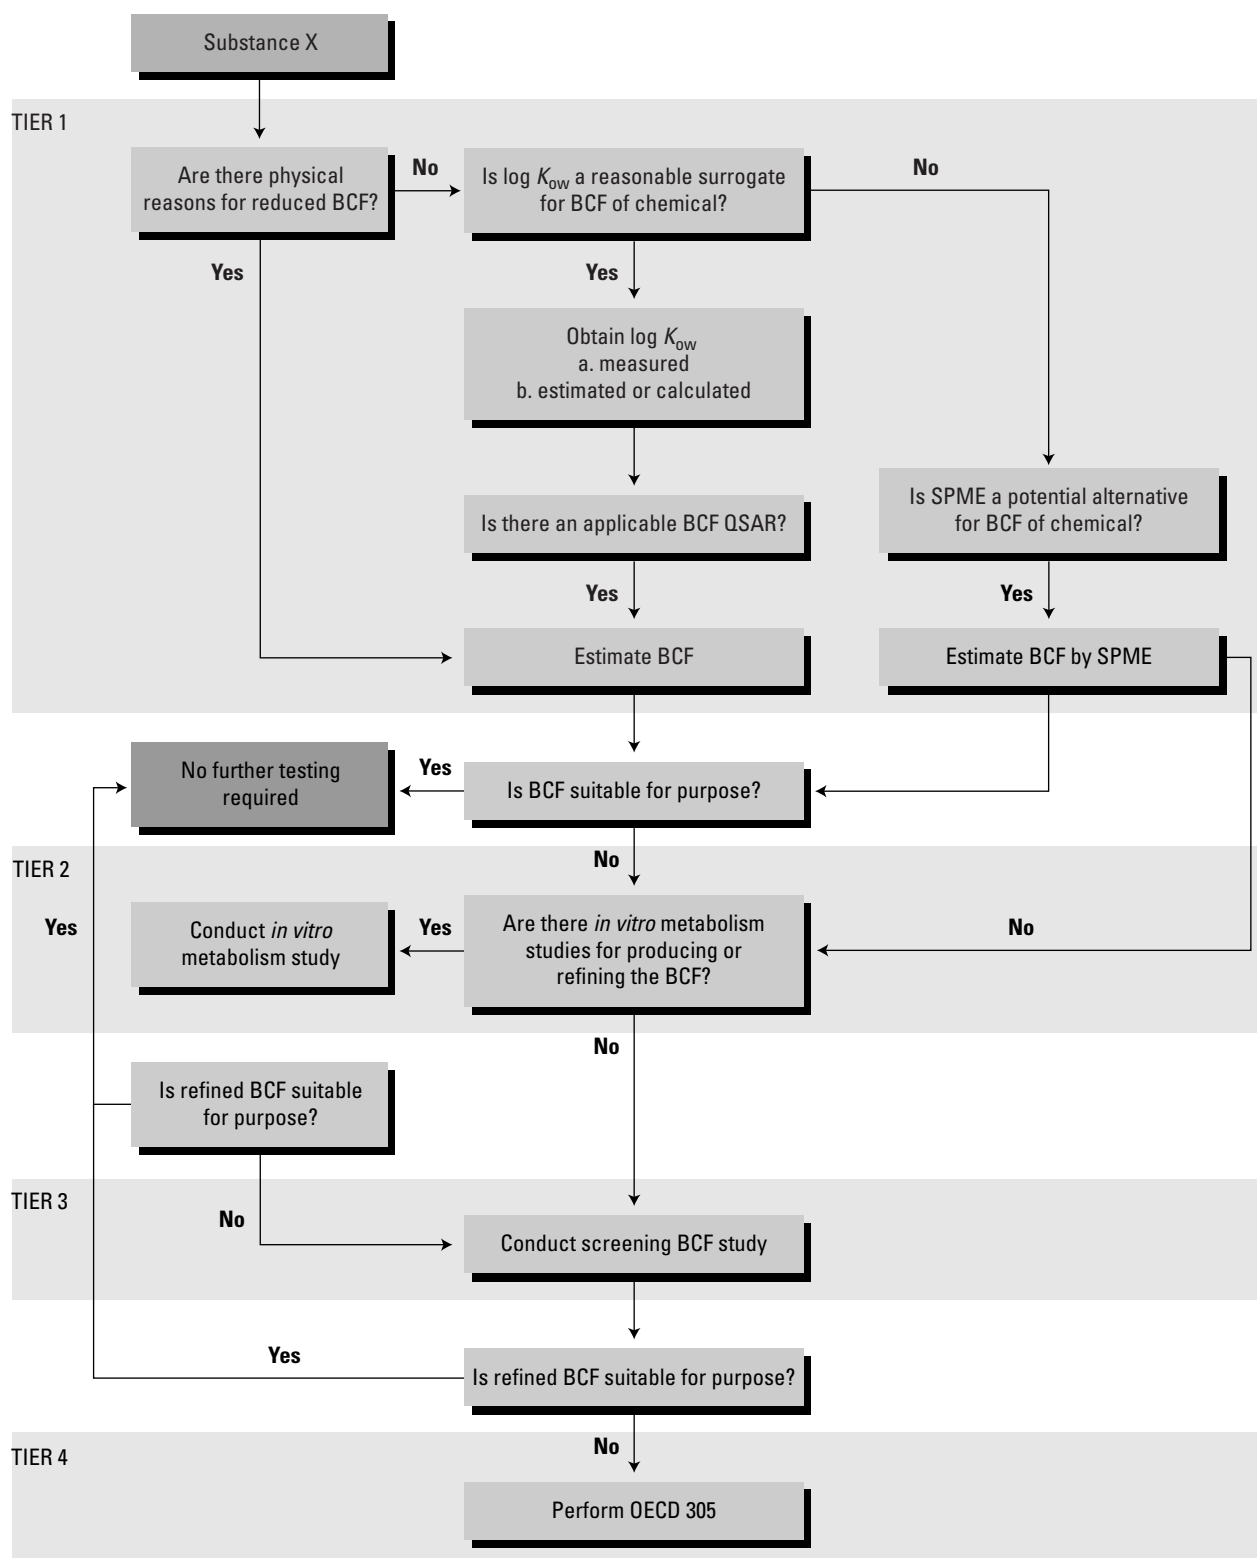 Substance X
TIER 1
Are there physical
reasons for reduced BCF?
No
Is log Kow a reasonable surrogate
for BCF of chemical?
No
Yes
Yes
Obtain log Kow
a. measured
b. estimated or calculated
Is there an applicable BCF QSAR?
Is SPME a potential alternative
for BCF of chemical?
Yes
Yes
Estimate BCF
Estimate BCF by SPME
No further testing
required
Yes
Is BCF suitable for purpose?
No
TIER 2
Yes
Conduct in vitro
metabolism study
Yes
Are there in vitro metabolism
studies for producing or
refining the BCF?
No
No
Is refined BCF suitable
for purpose?
TIER 3
No
Conduct screening BCF study
Yes
Is refined BCF suitable for purpose?
No
TIER 4
Perform OECD 305